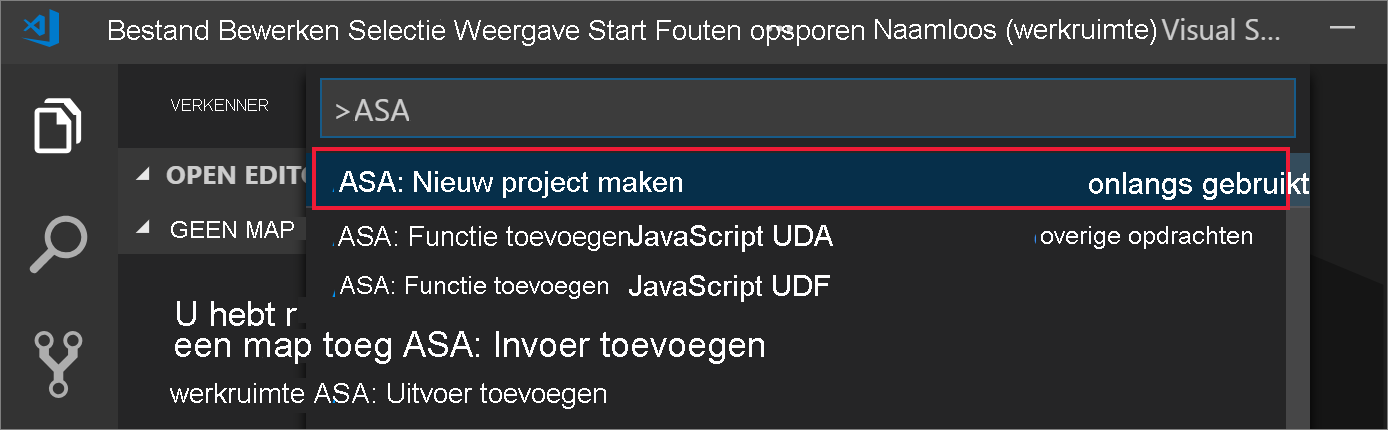 Bestand Bewerken Selectie Weergave Start Fouten opsporen Naamloos (werkruimte) Visual S...
VERKENNER
>ASA
OPEN EDITO
ASA: Nieuw project maken onlangs gebruikt
GEEN MAP
ASA: Functie toevoegen JavaScript UDA overige opdrachten
ASA: Functie toevoegen JavaScript UDF
U hebt r
een map toeg ASA: Invoer toevoegen
werkruimte ASA: Uitvoer toevoegen